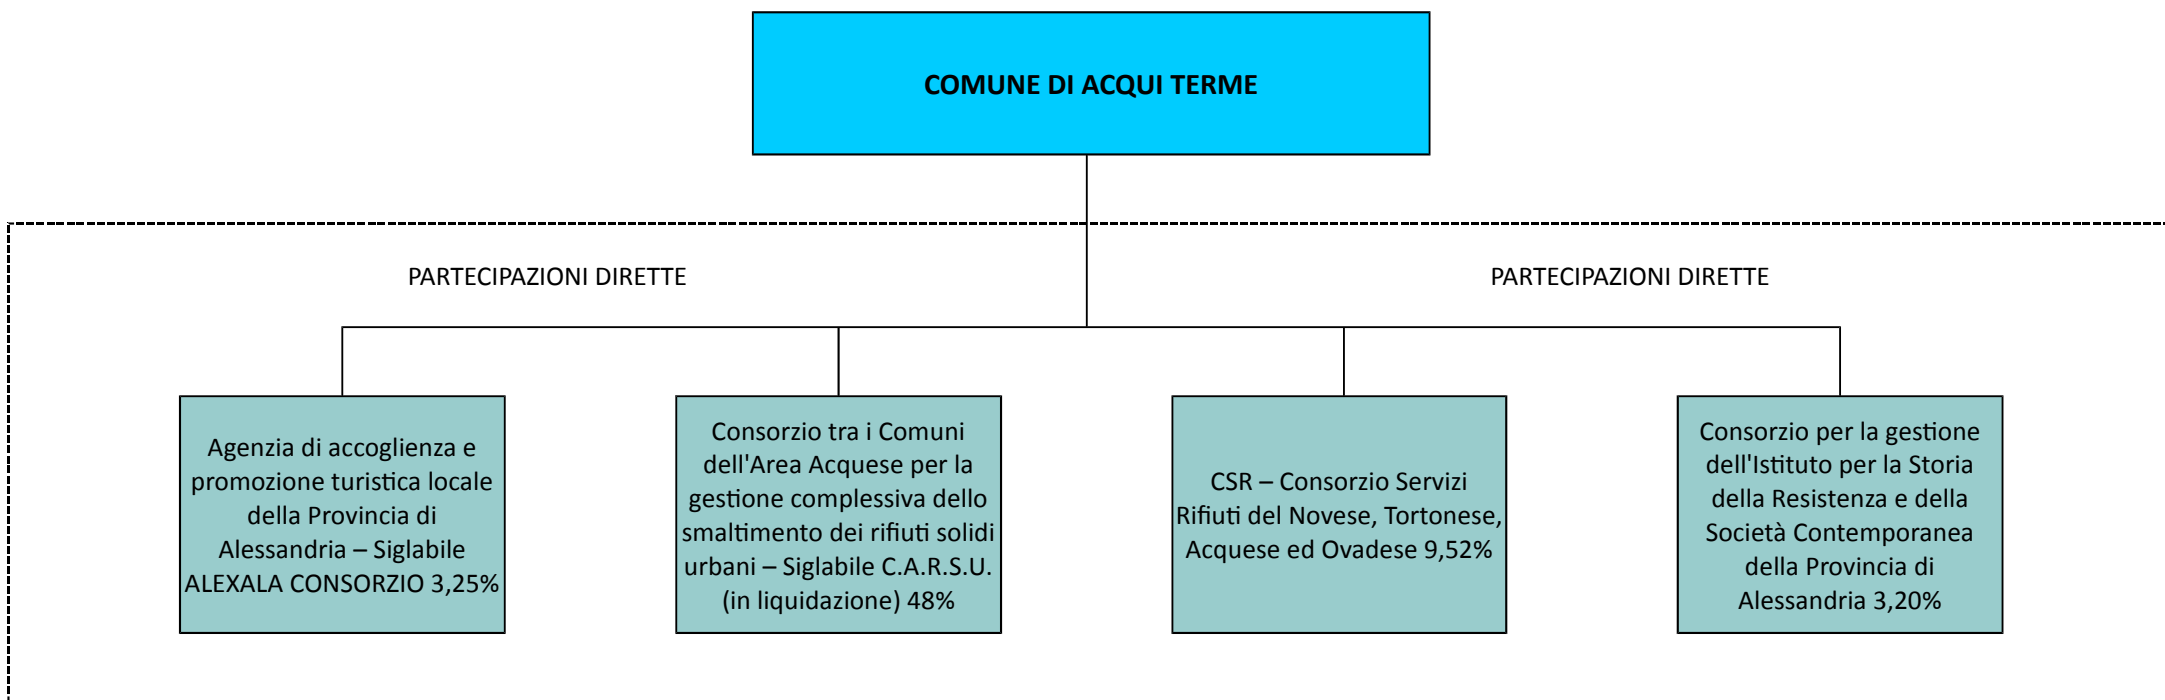 COMUNE DI ACQUI TERME
PARTECIPAZIONI DIRETTE
PARTECIPAZIONI DIRETTE
Agenzia di accoglienza e
promozione turistica locale
della Provincia di
Alessandria – Siglabile
ALEXALA CONSORZIO 3,25%
Consorzio tra i Comuni
dell'Area Acquese per la
gestione complessiva dello
smaltimento dei rifiuti solidi
urbani – Siglabile C.A.R.S.U.
(in liquidazione) 48%
CSR – Consorzio Servizi
Rifiuti del Novese, Tortonese,
Acquese ed Ovadese 9,52%
Consorzio per la gestione
dell'Istituto per la Storia
della Resistenza e della
Società Contemporanea
della Provincia di
Alessandria 3,20%